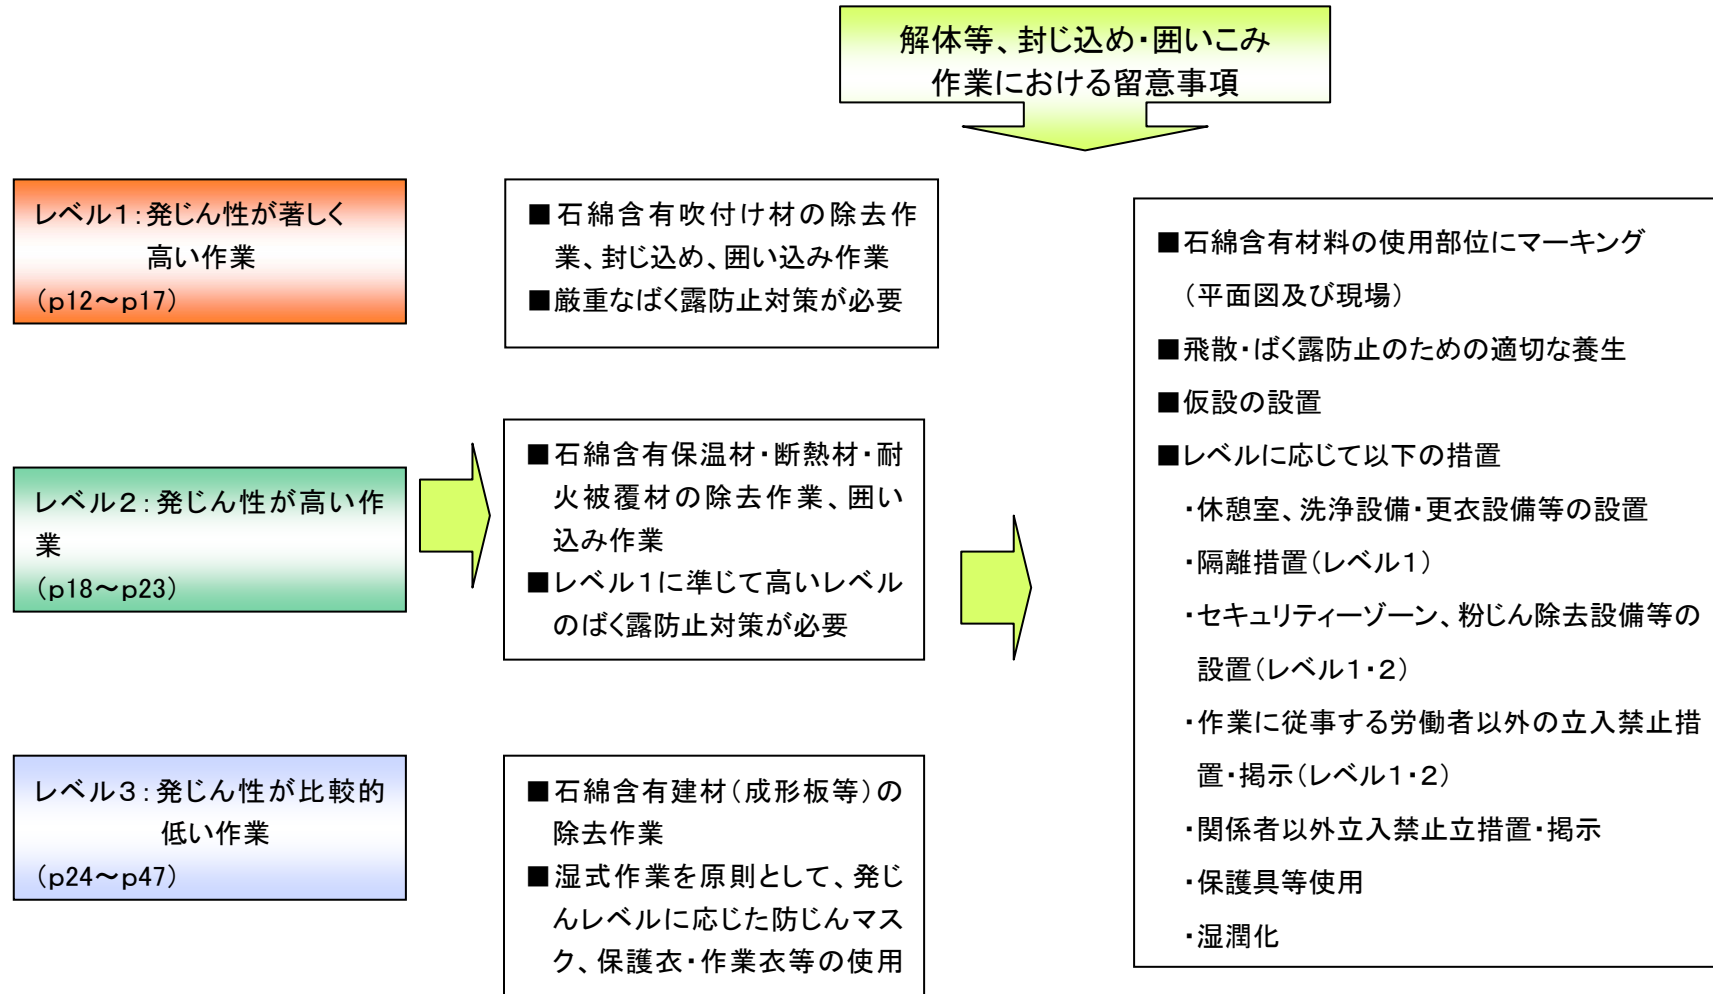 解体等、封じ込め・囲いこみ
作業における留意事項
レベル１：発じん性が著しく
高い作業
（p12～p17）
■石綿含有吹付け材の除去作
業、封じ込め、囲い込み作業
■厳重なばく露防止対策が必要
レベル２：発じん性が高い作
業
（p18～p23）
■石綿含有保温材・断熱材・耐
火被覆材の除去作業、囲い
込み作業
■レベル１に準じて高いレベル
のばく露防止対策が必要
レベル３：発じん性が比較的
低い作業
（p24～p47）
■石綿含有建材（成形板等）の
除去作業
■湿式作業を原則として、発じ
んレベルに応じた防じんマス
ク、保護衣・作業衣等の使用
■石綿含有材料の使用部位にマーキング
（平面図及び現場）
■飛散・ばく露防止のための適切な養生
■仮設の設置
■レベルに応じて以下の措置
・休憩室、洗浄設備・更衣設備等の設置
・隔離措置（レベル１）
・セキュリティーゾーン、粉じん除去設備等の
設置（レベル１・２）
・作業に従事する労働者以外の立入禁止措
置・掲示（レベル１・２）
・関係者以外立入禁止立措置・掲示
・保護具等使用
・湿潤化